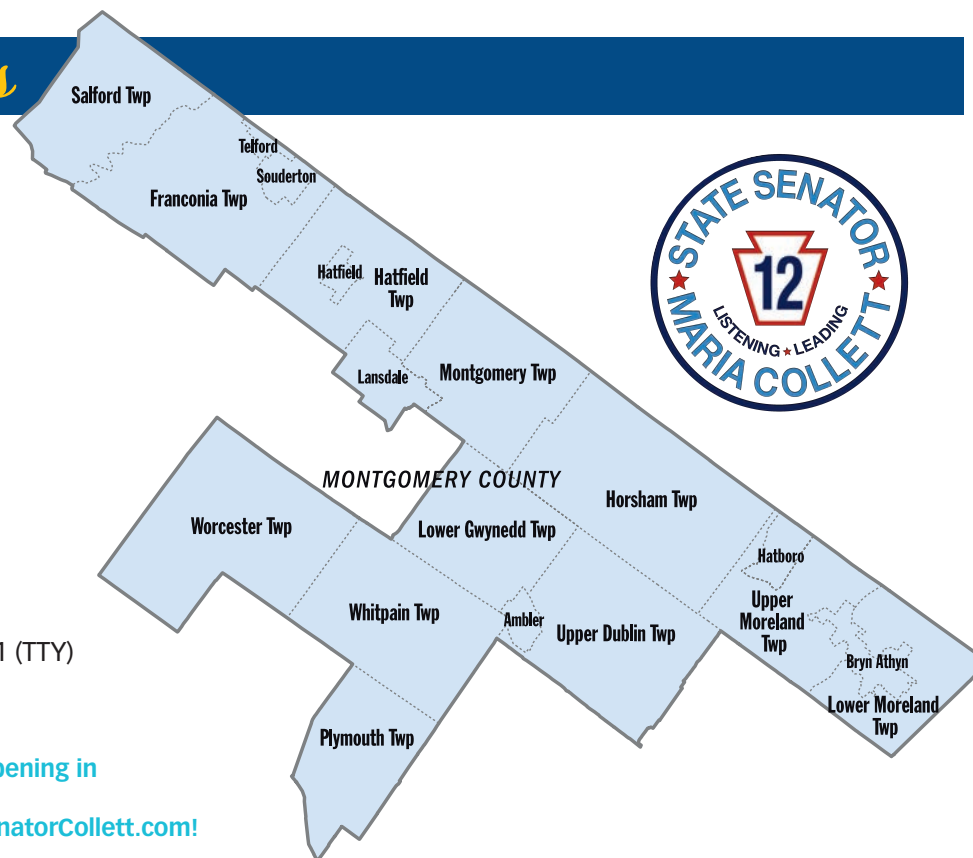 s
Salford Twp
Telford
Souderton
Franconia Twp
Hatfield
Hatfield
Twp
Lansdale
Montgomery Twp
STATE SENATOR
12
LISTENING ★ LEADING
MARIA COLLETT
MONTGOMERY COUNTY
Worcester Twp
Lower Gwynedd Twp
Horsham Twp
Hatboro
Whitpain Twp
Ambler
Upper Dublin Twp
Upper
Moreland
Twp
Bryn Athyn
Lower Moreland
Twp
Plymouth Twp
1 (TTY)
pening in
natorCollett.com!